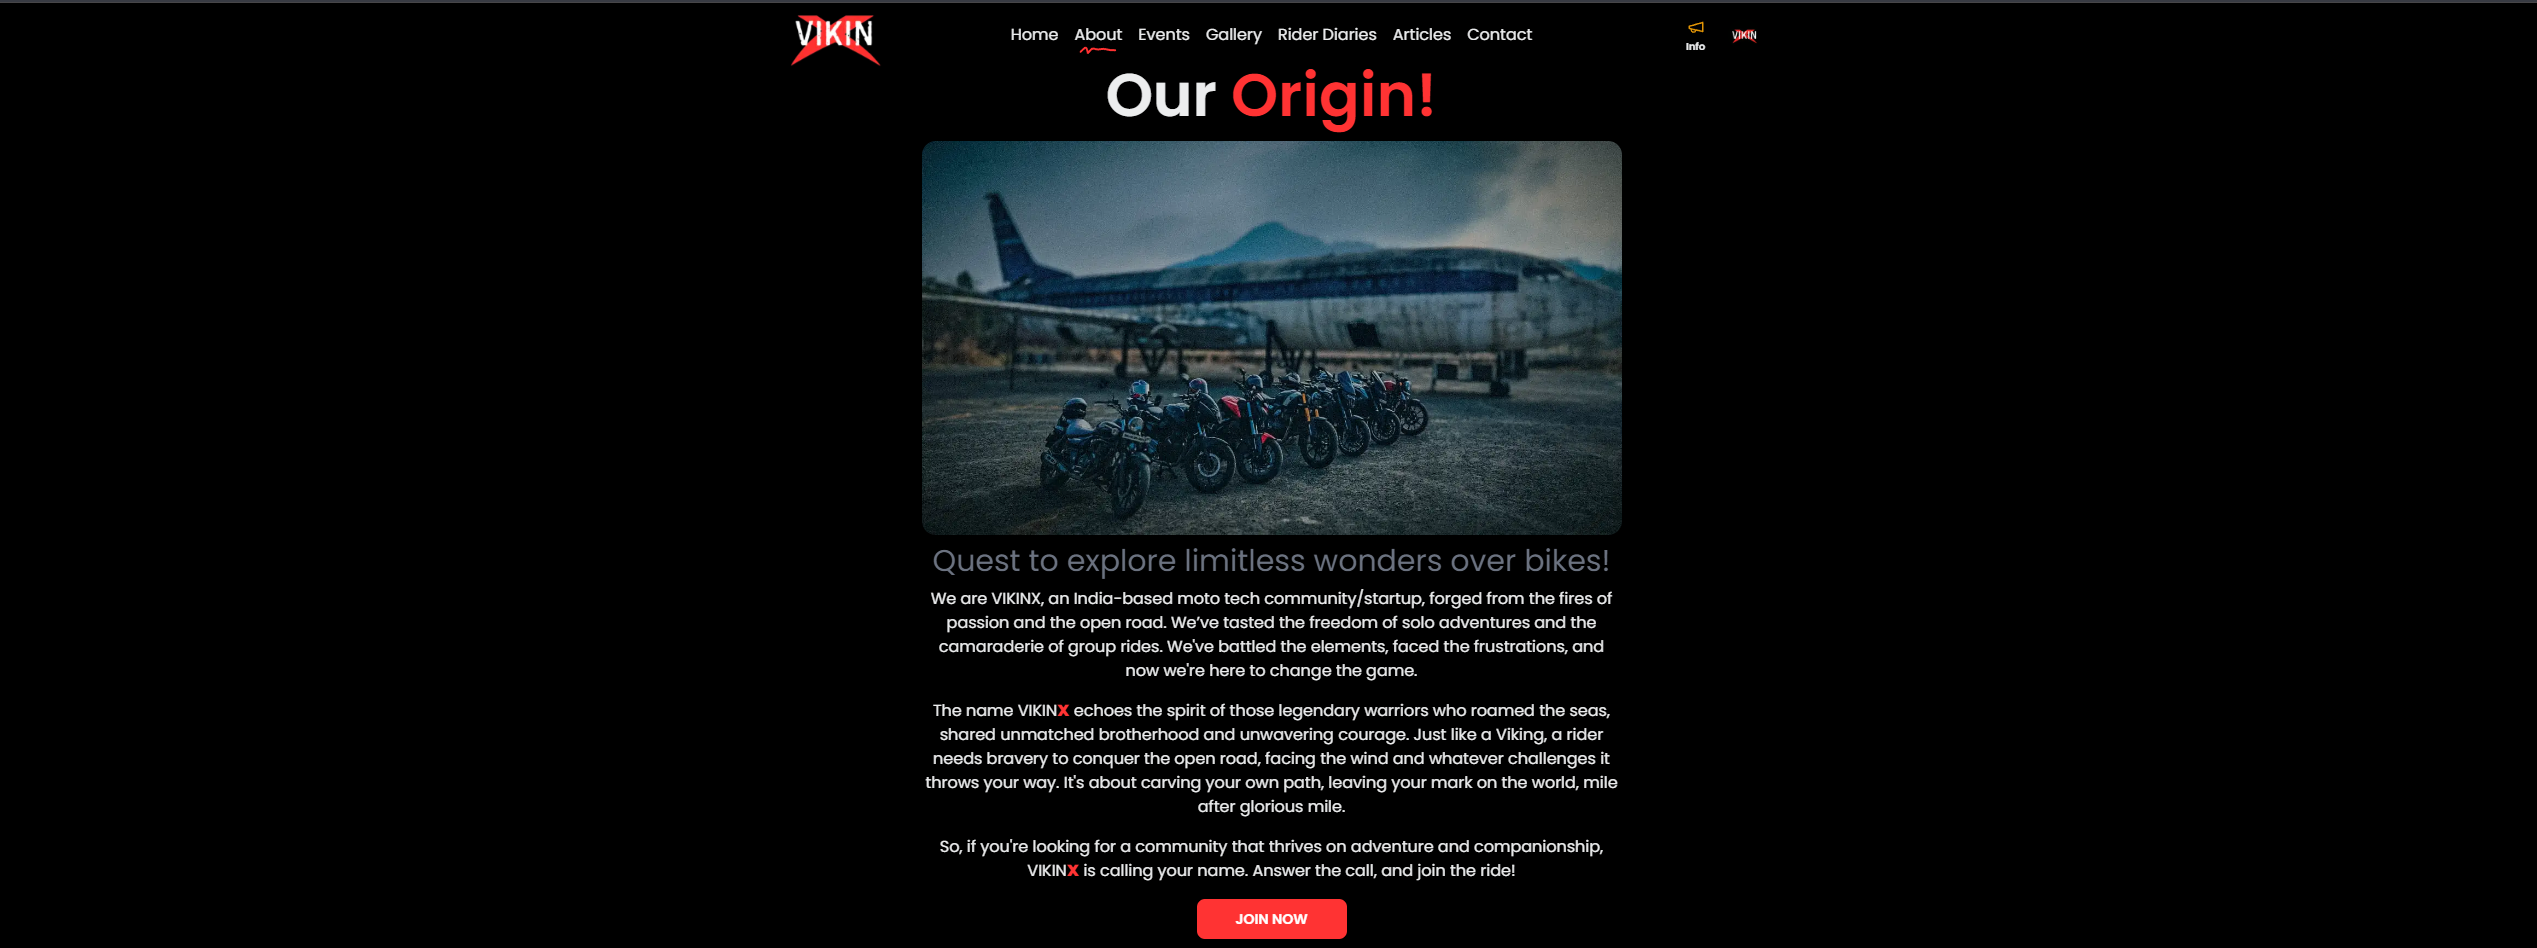 VIKIN
Home About Events Gallery Rider Diaries Articles Contact
Info
VIKIN
Our Origin!
Quest to explore limitless wonders over bikes!
We are VIKINX, an India-based moto tech community/startup, forged from the fires of
passion and the open road. We’ve tasted the freedom of solo adventures and the
camaraderie of group rides. We've battled the elements, faced the frustrations, and
now we're here to change the game.
The name VIKINX echoes the spirit of those legendary warriors who roamed the seas,
shared unmatched brotherhood and unwavering courage. Just like a Viking, a rider
needs bravery to conquer the open road, facing the wind and whatever challenges it
throws your way. It's about carving your own path, leaving your mark on the world, mile
after glorious mile.
So, if you're looking for a community that thrives on adventure and companionship,
VIKINX is calling your name. Answer the call, and join the ride!
JOIN NOW